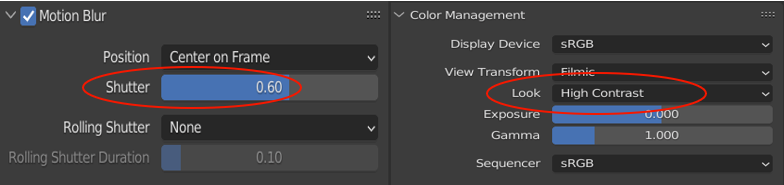 Motion Blur
Position Center on Frame
Shutter 0.60
Rolling Shutter None
Rolling Shutter Duration 0.10
Color Management
Display Device sRGB
View Transform Filmic
Look High Contrast
Exposure 0.000
Gamma 1.000
Sequencer sRGB